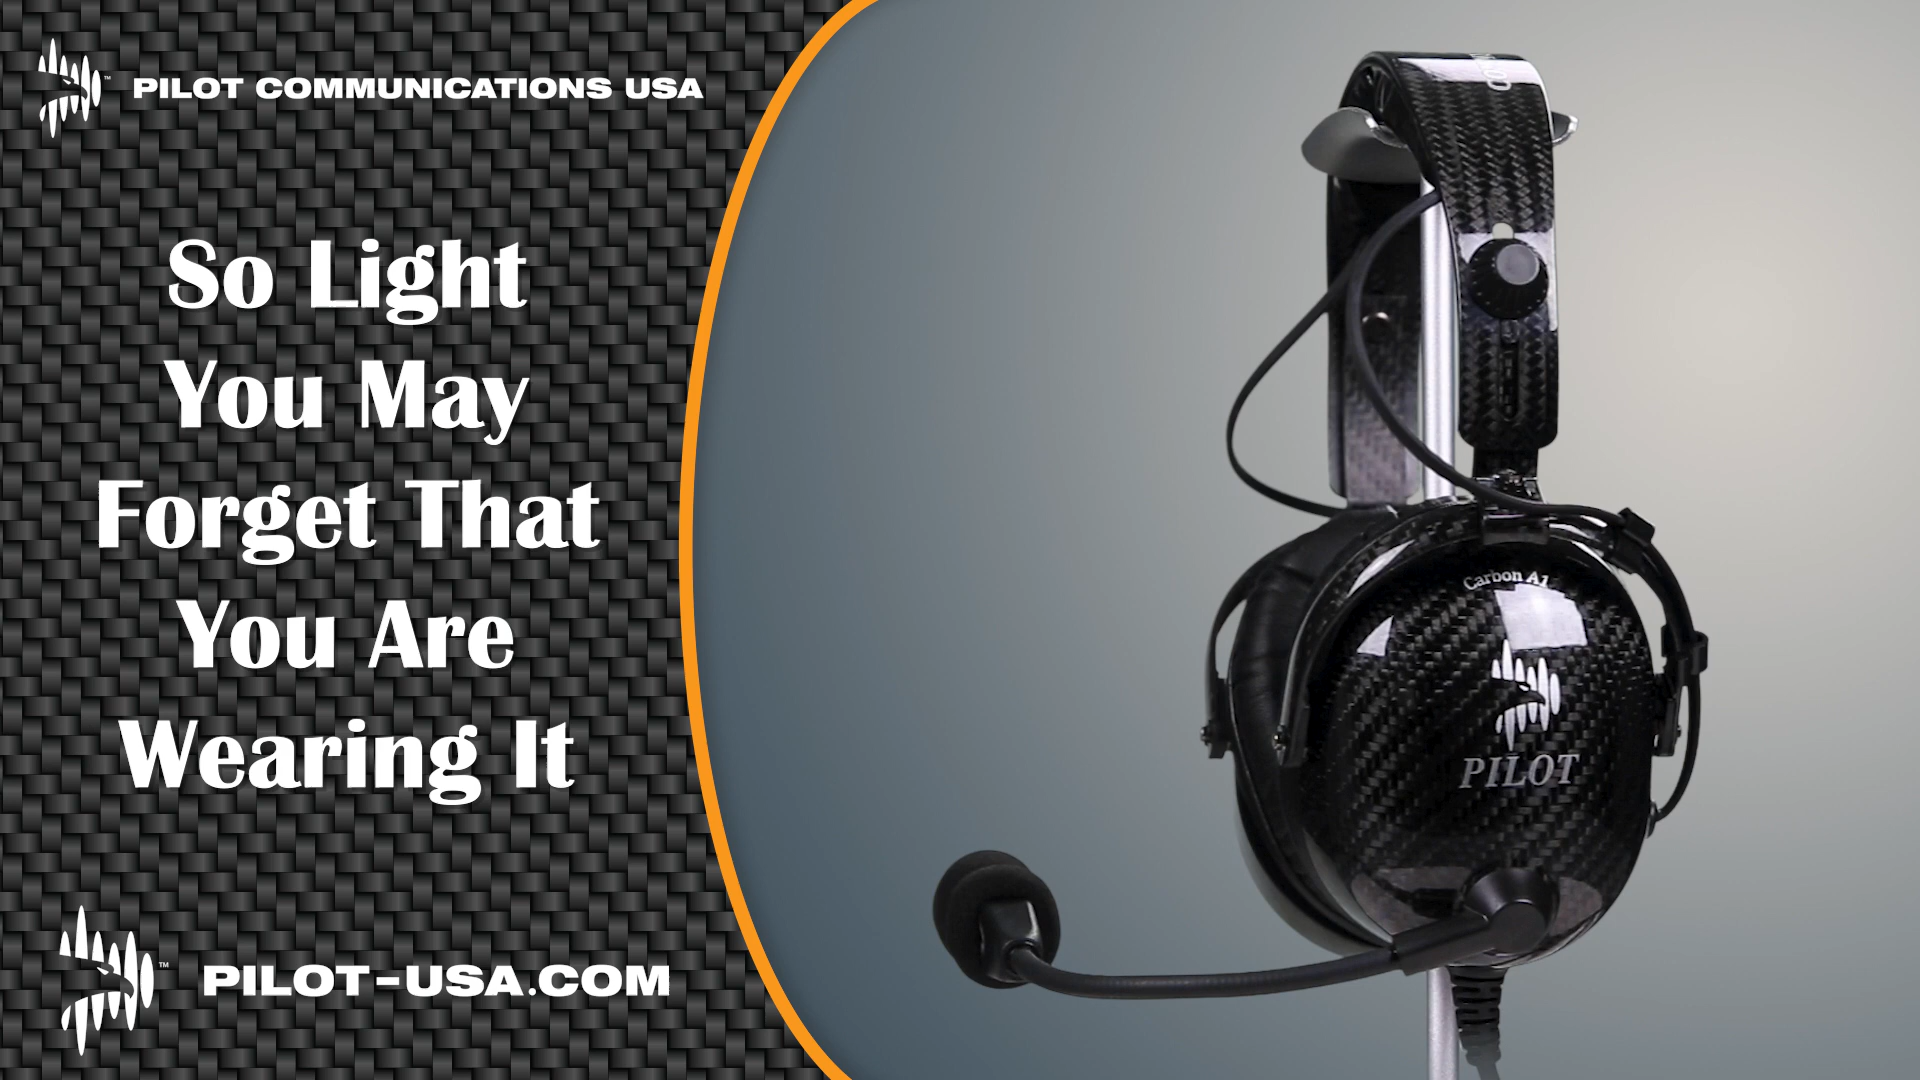 PILOT COMMUNICATIONS USA
So Light
You May
Forget That
You Are
Wearing It
PILOT-USA.COM
Carbon A1
PILOT